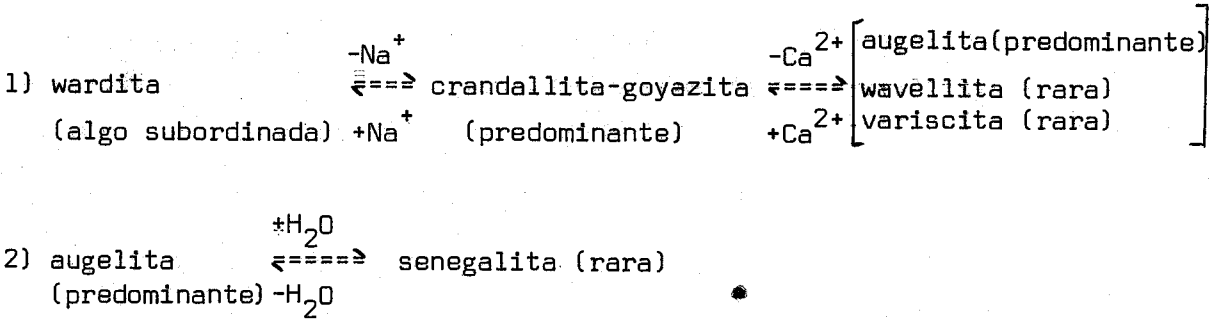 -Na⁺ -Ca²⁺ [augelita(predominante)]
1) wardita <===> crandallita-goyazita <====> wavellita (rara)
(algo subordinada) +Na⁺ (predominante) +Ca²⁺ variscita (rara)
±H₂O
2) augelita <====> senegalita (rara)
(predominante) -H₂O